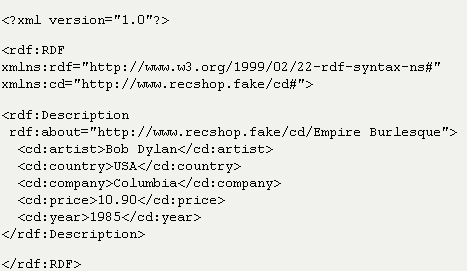 <?xml version="1.0"?>
<rdf:RDF
xmlns:rdf="http://www.w3.org/1999/02/22-rdf-syntax-ns#"
xmlns:cd="http://www.recshop.fake/cd#">
<rdf:Description
rdf:about="http://www.recshop.fake/cd/Empire Burlesque">
<cd:artist>Bob Dylan</cd:artist>
<cd:country>USA</cd:country>
<cd:company>Columbia</cd:company>
<cd:price>10.90</cd:price>
<cd:year>1985</cd:year>
</rdf:Description>
</rdf:RDF>